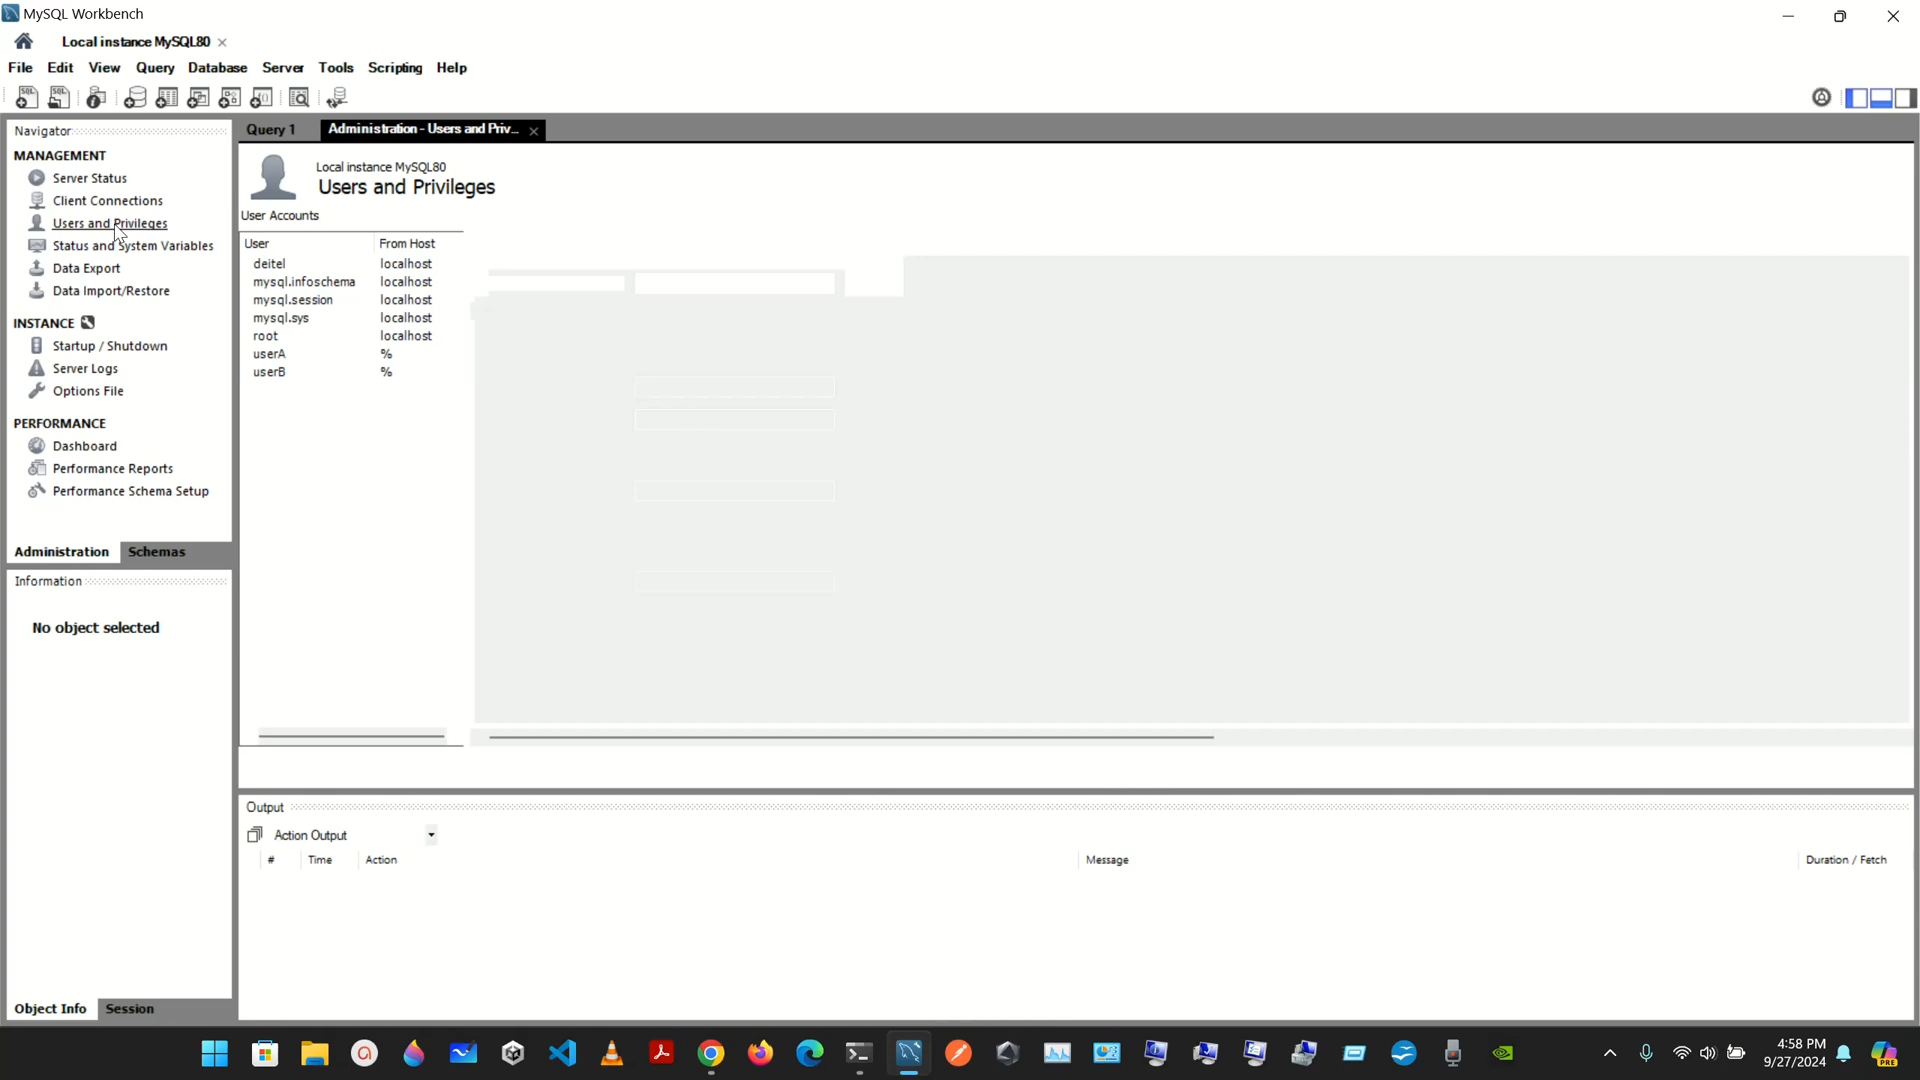 MySQL Workbench
Local instance MySQL80
File Edit View Query Database Server Tools Scripting Help
Navigator
MANAGEMENT
Server Status
Client Connections
Users and Privileges
Status and System Variables
Data Export
Data Import/Restore
INSTANCE
Startup / Shutdown
Server Logs
Options File
PERFORMANCE
Dashboard
Performance Reports
Performance Schema Setup
Administration Schemas
Information
No object selected
Object Info Session
Query 1 Administration - Users and Priv...
Local instance MySQL80
Users and Privileges
User Accounts
User From Host
deitel localhost
mysql.infoschema localhost
mysql.session localhost
mysql.sys localhost
root localhost
userA %
userB %
Output
Action Output
# Time Action Message Duration / Fetch
4:58 PM
9/27/2024